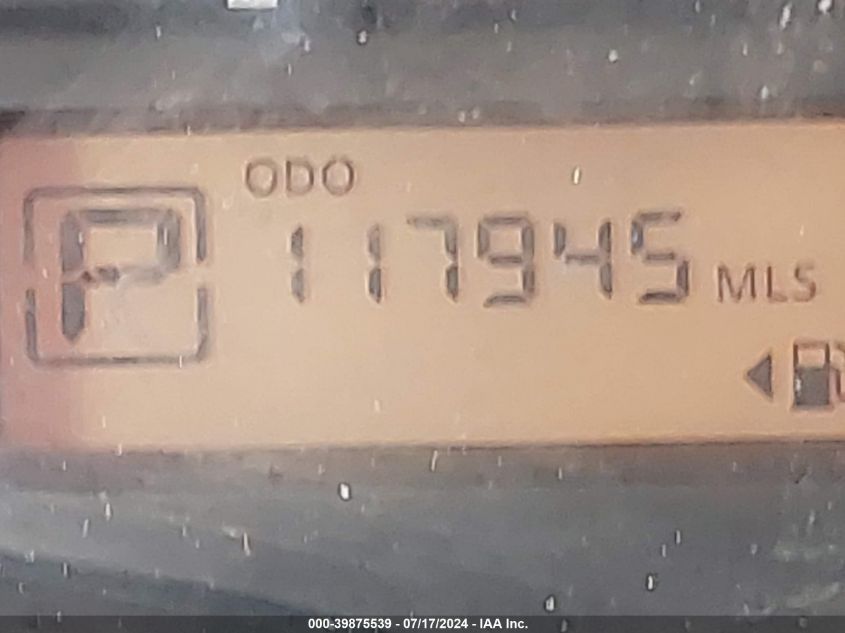 ODO
P 117945 MLS
000-39875539 - 07/17/2024 - IAA Inc.